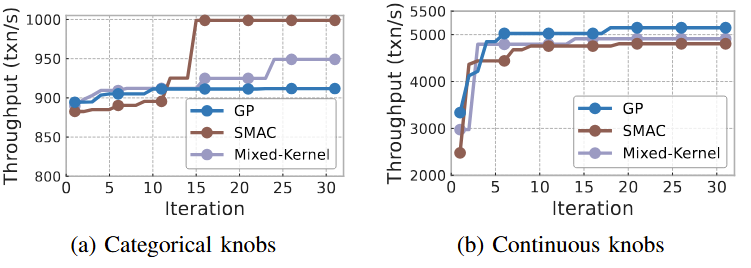 Throughput (txn/s)
1000
950
900
850
800
0
5
10
15
20
25
30
GP
SMAC
Mixed-Kernel
Iteration
(a) Categorical knobs
Throughput (txn/s)
5500
5000
4000
3000
2000
0
5
10
15
20
25
30
GP
SMAC
Mixed-Kernel
Iteration
(b) Continuous knobs